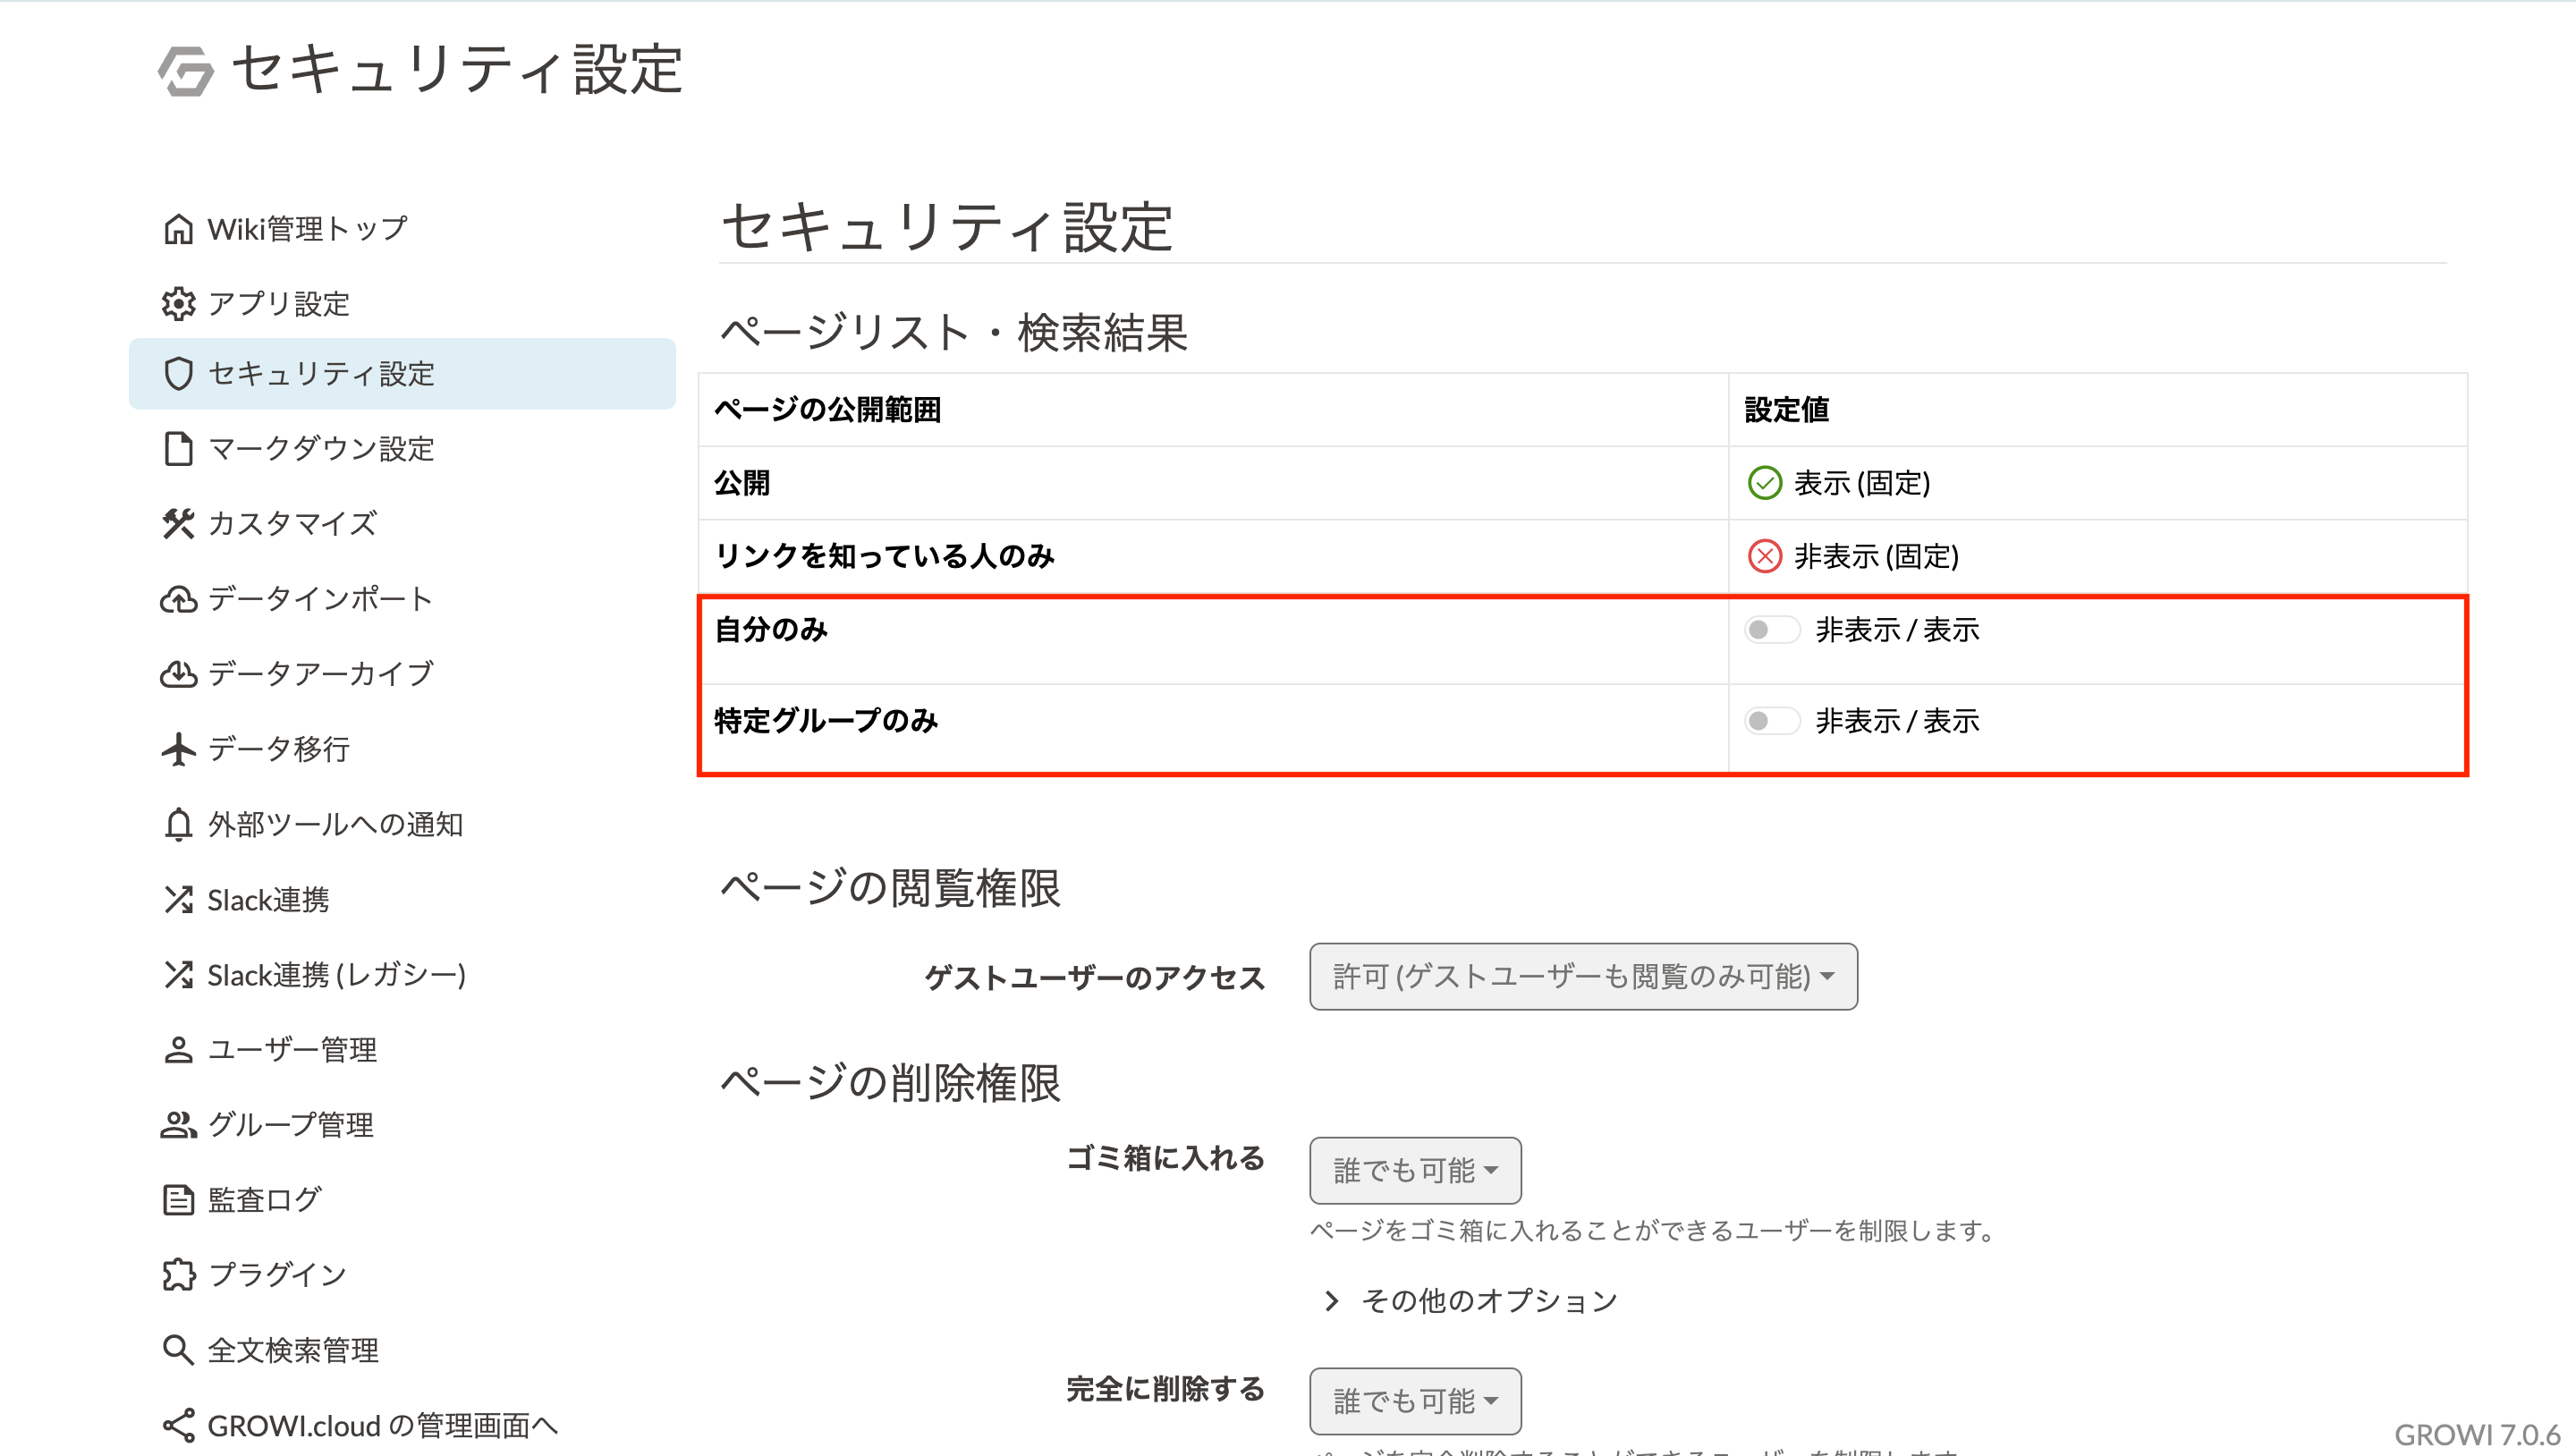 セキュリティ設定
Wiki管理トップ
アプリ設定
セキュリティ設定
マークダウン設定
カスタマイズ
データインポート
データアーカイブ
データ移行
外部ツールへの通知
Slack連携
Slack連携 (レガシー)
ユーザー管理
グループ管理
監査ログ
プラグイン
全文検索管理
GROWI.cloud の管理画面へ
セキュリティ設定
ページリスト・検索結果
ページの公開範囲 設定値
公開 表示 (固定)
リンクを知っている人のみ 非表示 (固定)
自分のみ 非表示 / 表示
特定グループのみ 非表示 / 表示
ページの閲覧権限
ゲストユーザーのアクセス 許可 (ゲストユーザーも閲覧のみ可能)
ページの削除権限
ゴミ箱に入れる 誰でも可能
ページをゴミ箱に入れることができるユーザーを制限します。
その他のオプション
完全に削除する 誰でも可能
GROWI 7.0.6